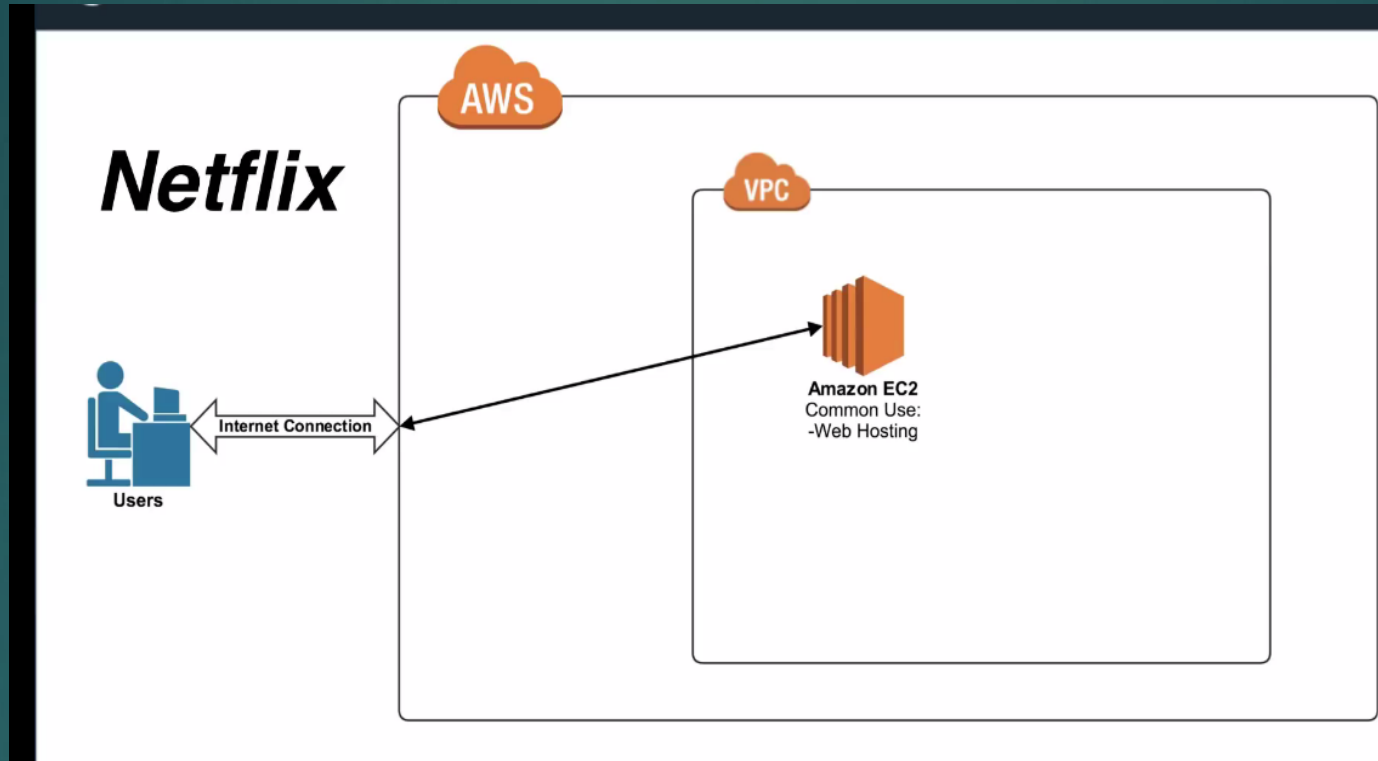 AWS
Netflix
VPC
Amazon EC2
Common Use:
-Web Hosting
Internet Connection
Users